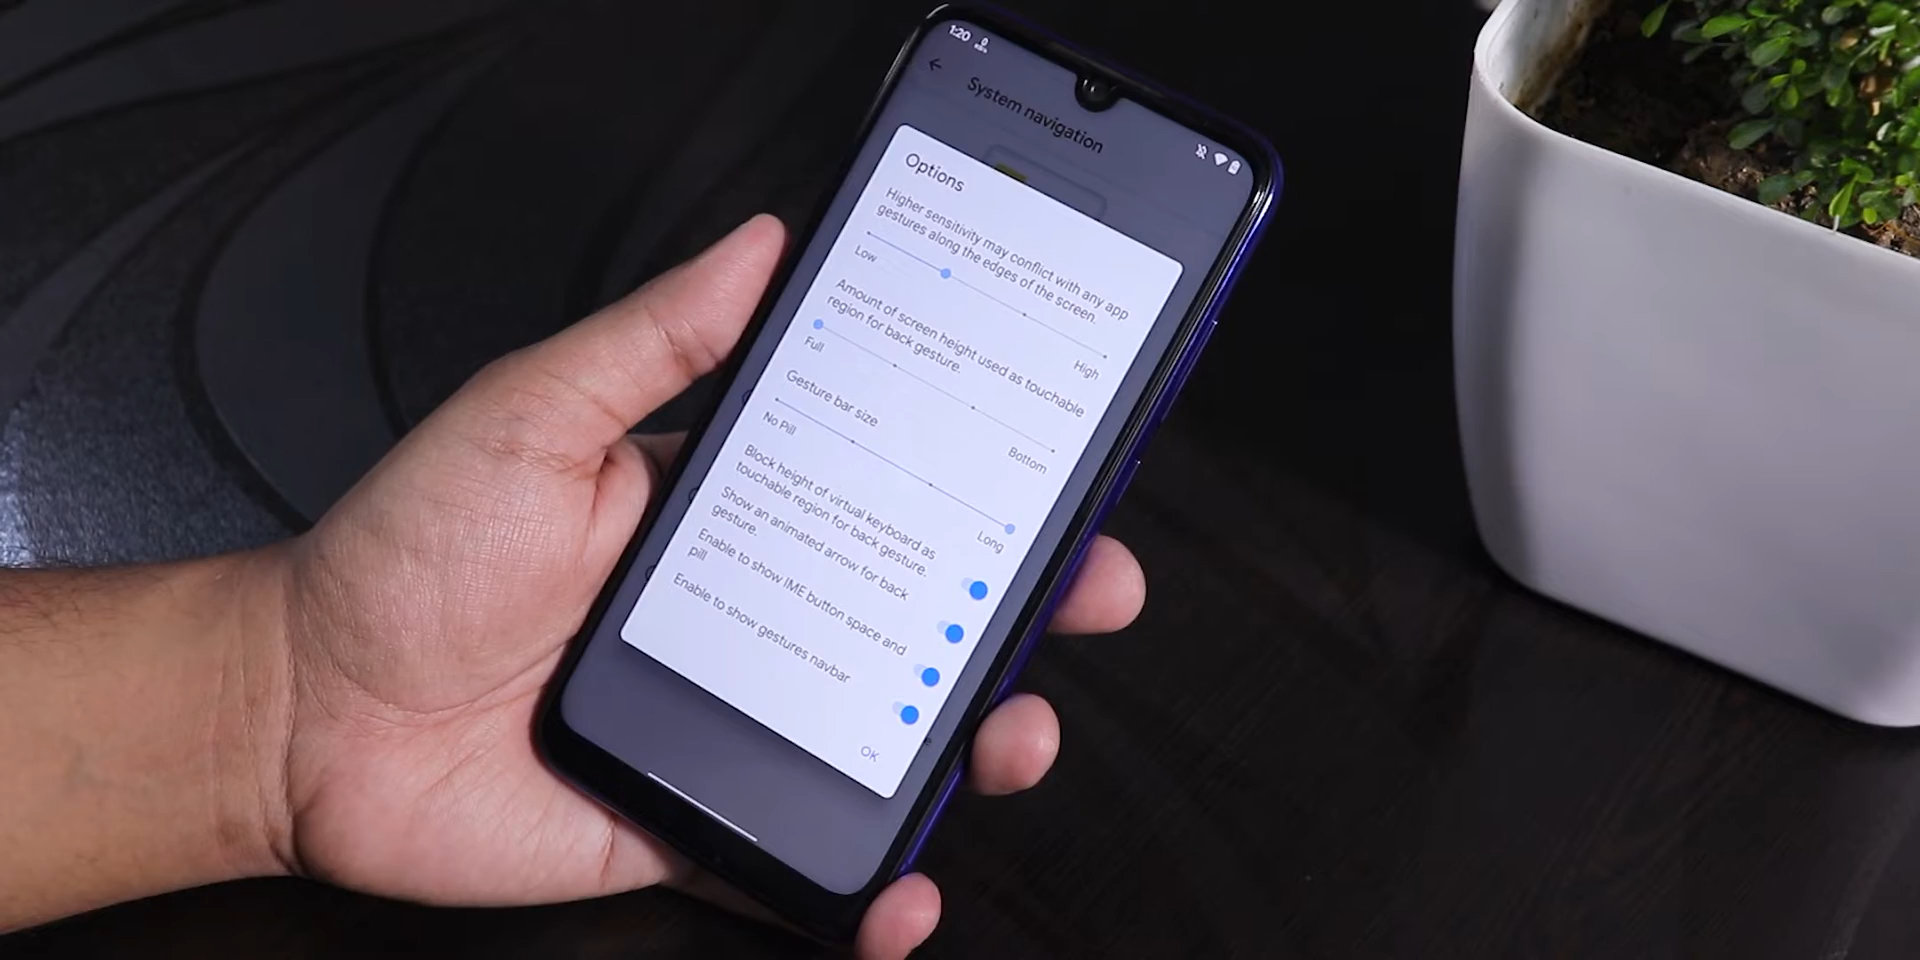 1:20 0
KB/s
System navigation
Options
Higher sensitivity may conflict with any app
gestures along the edges of the screen.
Low
High
Amount of screen height used as touchable
region for back gesture.
Full
Bottom
Gesture bar size
No Pill
Long
Block height of virtual keyboard as
touchable region for back gesture.
Show an animated arrow for back
gesture.
Enable to show IME button space and
pill
Enable to show gestures navbar
OK